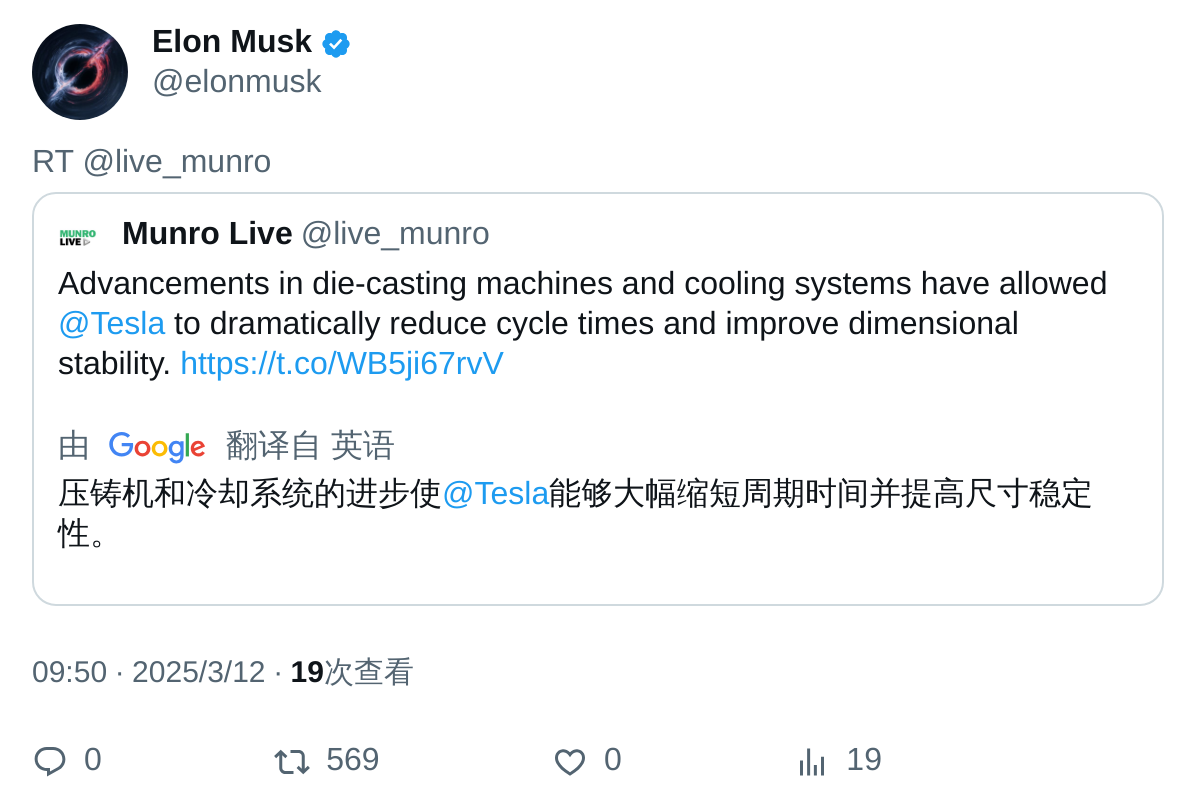 Elon Musk
@elonmusk
RT @live_munro
MUNRO
LIVE
Munro Live @live_munro
Advancements in die-casting machines and cooling systems have allowed
@Tesla to dramatically reduce cycle times and improve dimensional
stability. https://t.co/WB5ji67rvV
由 Google 翻译自 英语
压铸机和冷却系统的进步使@Tesla能够大幅缩短周期时间并提高尺寸稳定
性。
09:50 · 2025/3/12 · 19次查看
0 569 0 19